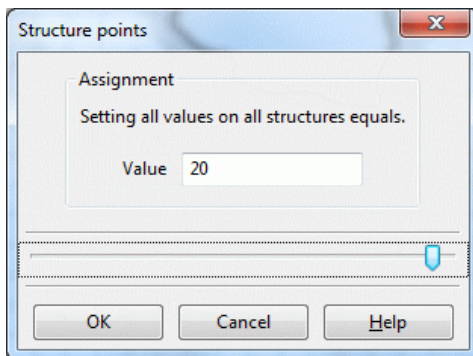 Structure points
Assignment
Setting all values on all structures equals.
Value 20
OK Cancel Help